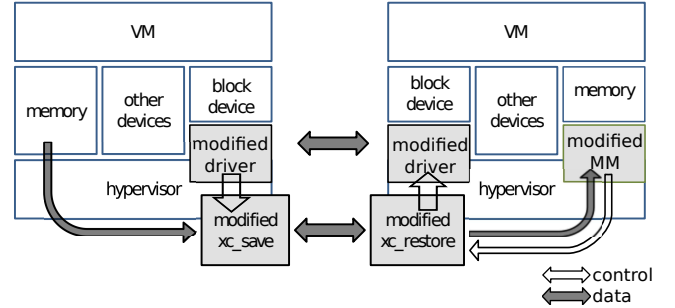 VM
memory
other
devices
block
device
modified
driver
hypervisor
modified
xc_save
VM
block
device
other
devices
memory
modified
driver
modified
MM
hypervisor
modified
xc_restore
control
data